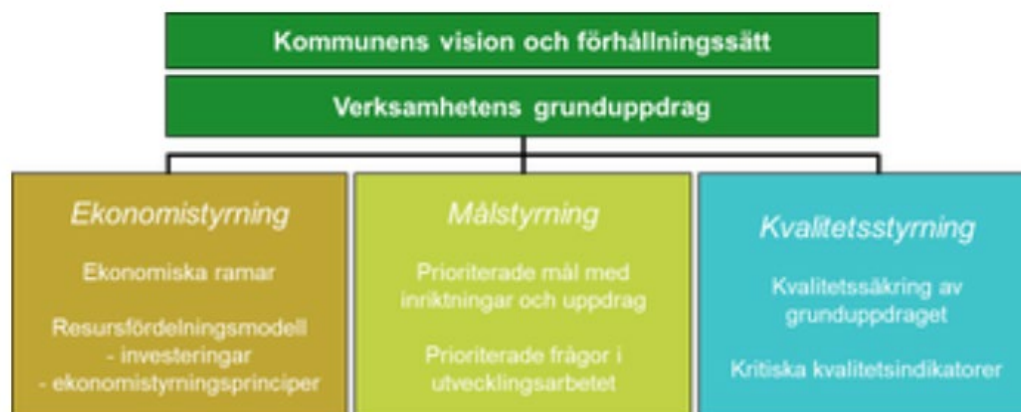 Kommunens vision och förhållningssätt
Verksamhetens grunduppdrag
Ekonomistyrning
Ekonomiska ramar
Resursfördelningsmodell
- investeringar
- ekonomistyrningsprinciper
Målstyrning
Prioriterade mål med
inriktningar och uppdrag
Prioriterade frågor i
utvecklingsarbetet
Kvalitetsstyrning
Kvalitetssäkring av
grunduppdraget
Kritiska kvalitetsindikatorer